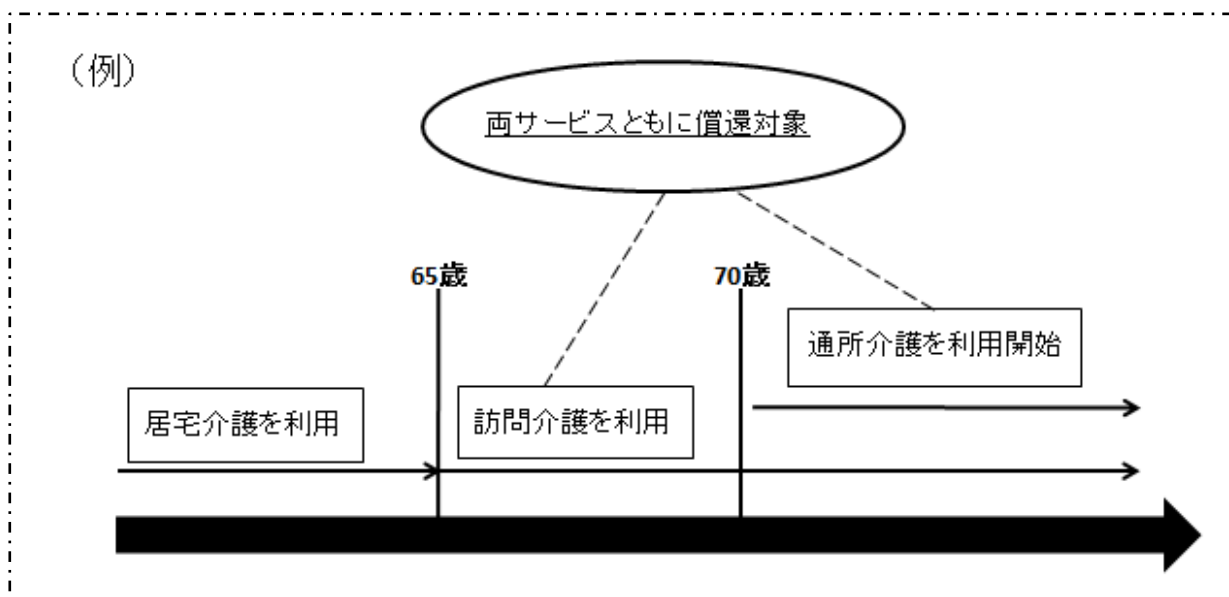 （例）
両サービスともに償還対象
65歳
70歳
通所介護を利用開始
居宅介護を利用
訪問介護を利用